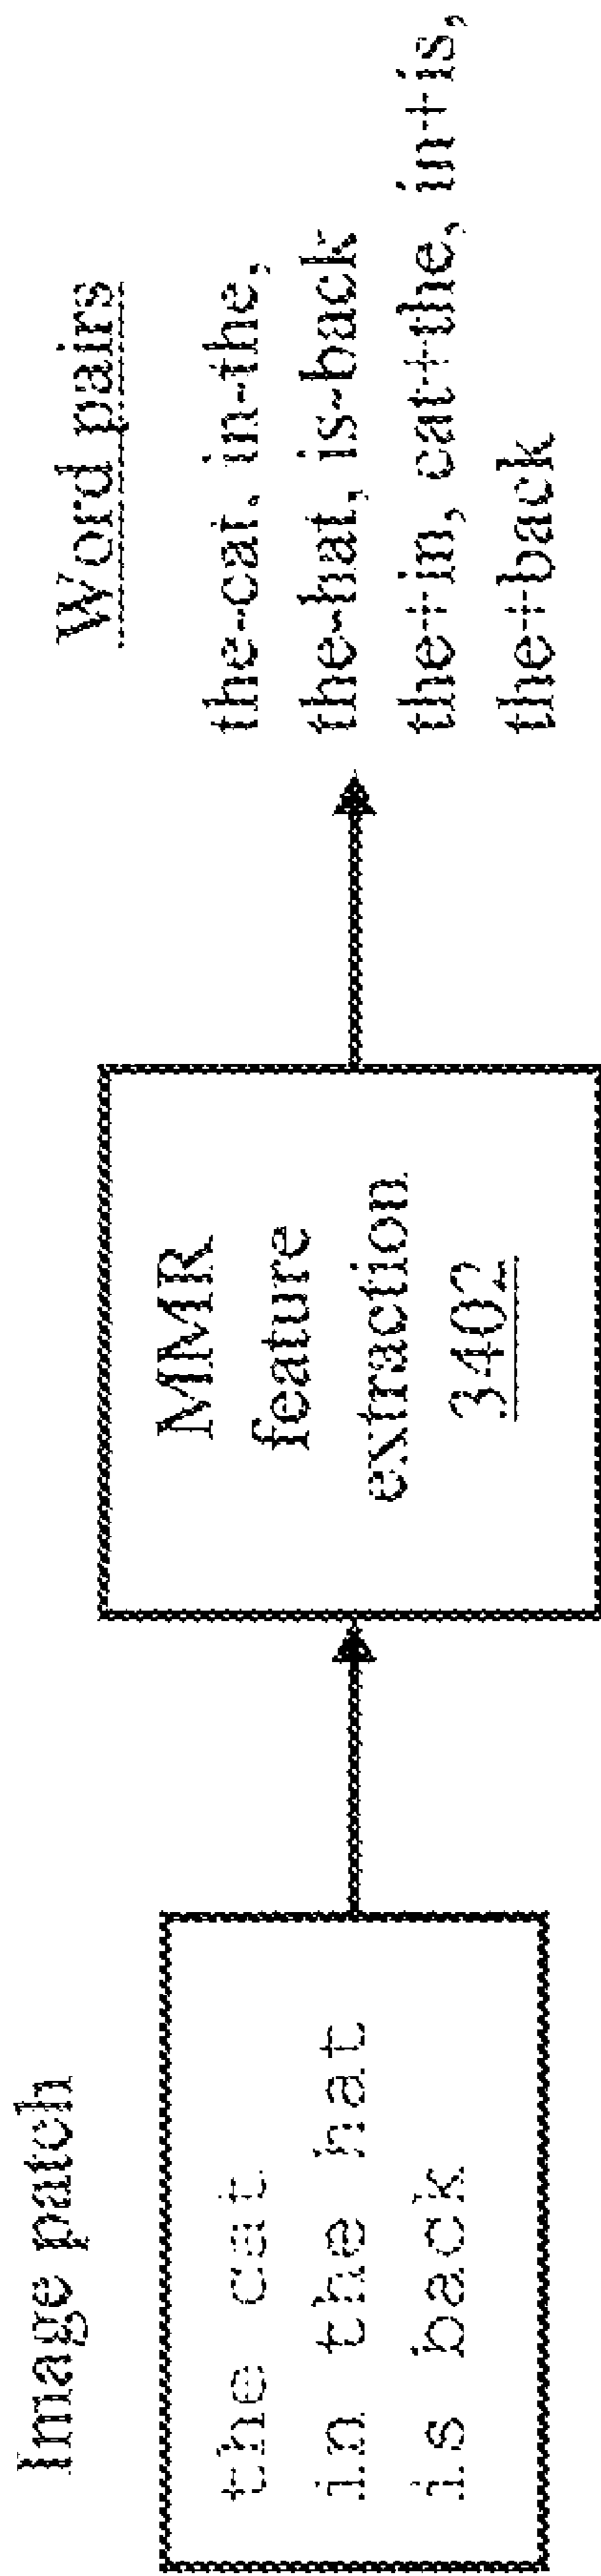 Image patch
the cat
in the hat
is back
MMR
feature
extraction
3402
Word pairs
the-cat, in-the,
the-hat, is-back
the+in, cat+the, in+is,
the+back